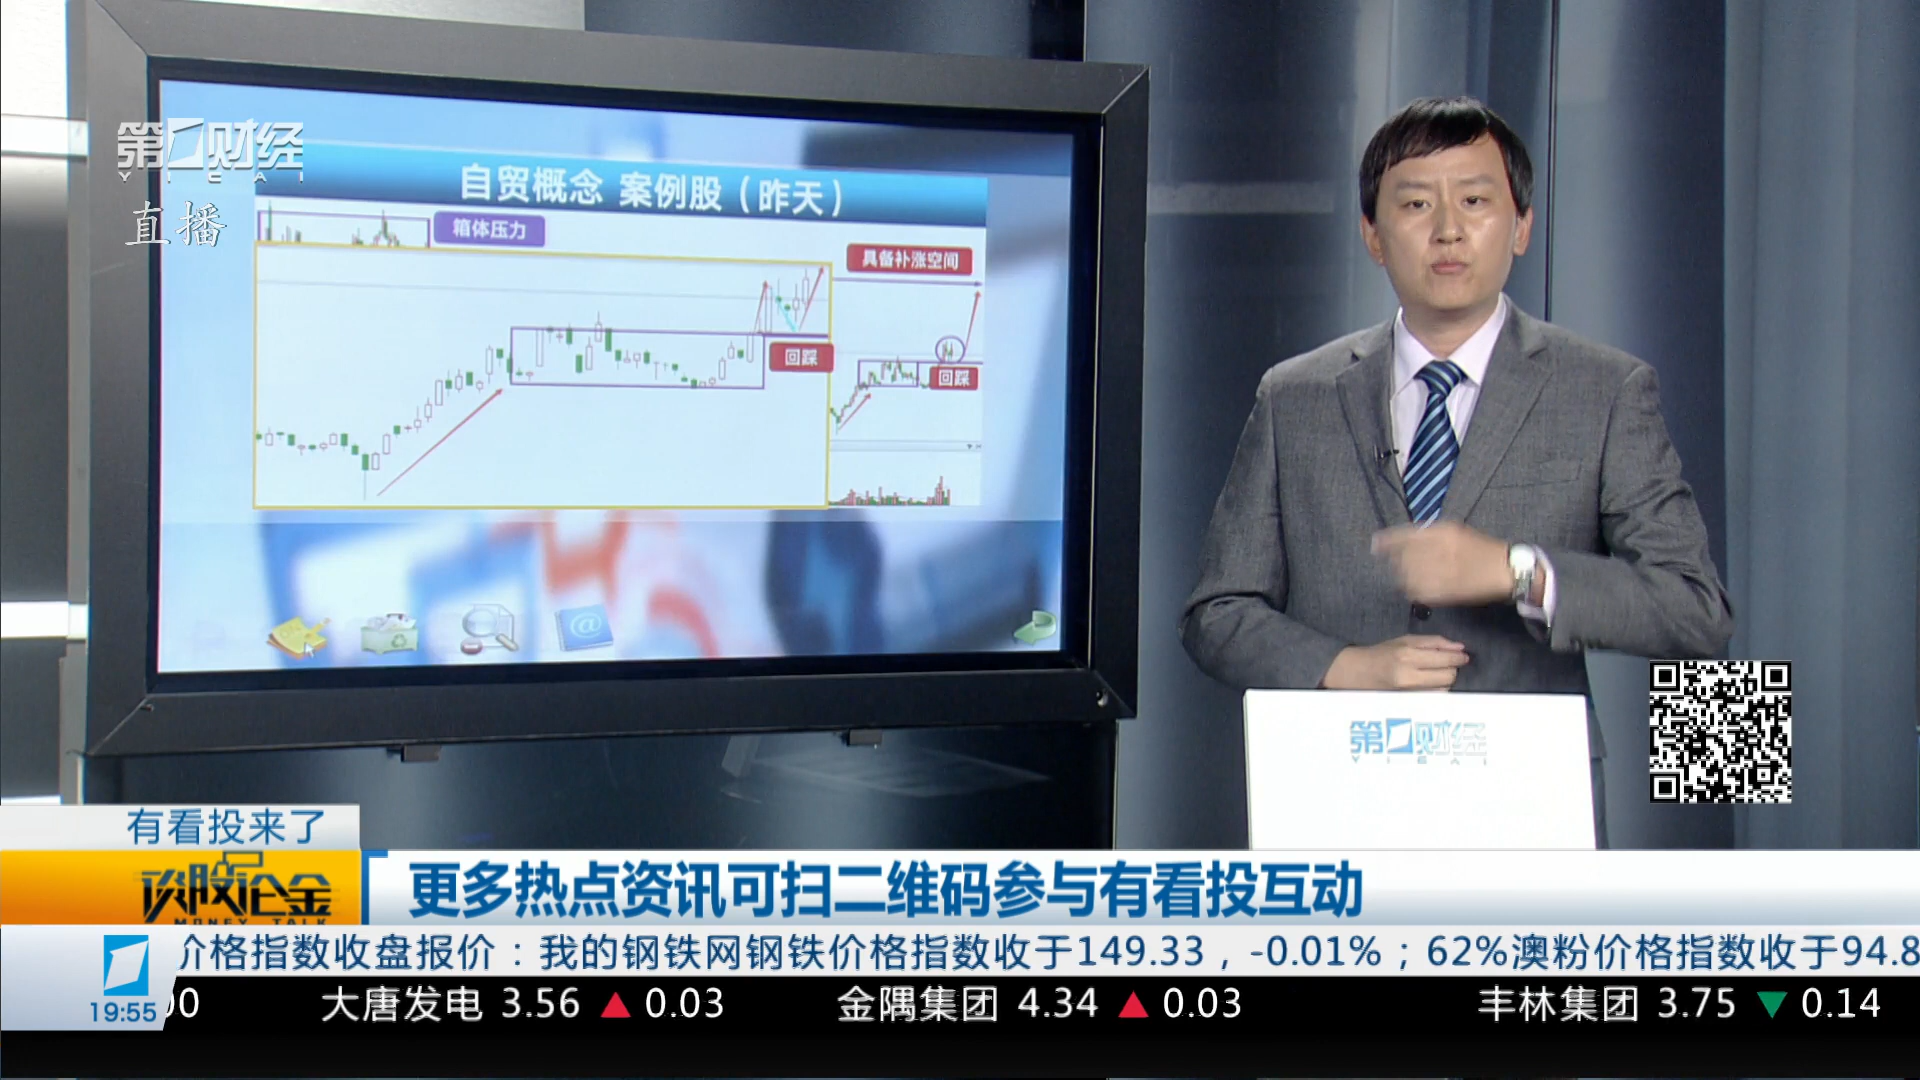 第一财经
YICAI
直播
自贸概念 案例股（昨天）
箱体压力
具备补涨空间
回踩
回踩
第一财经
YICAI
有看投来了
谈股论金
MONEY TALK
更多热点资讯可扫二维码参与有看投互动
价格指数收盘报价：我的钢铁网钢铁价格指数收于149.33，-0.01%；62%澳粉价格指数收于94.8
19:55
00 大唐发电 3.56 ▲ 0.03 金隅集团 4.34 ▲ 0.03 丰林集团 3.75 ▼ 0.14